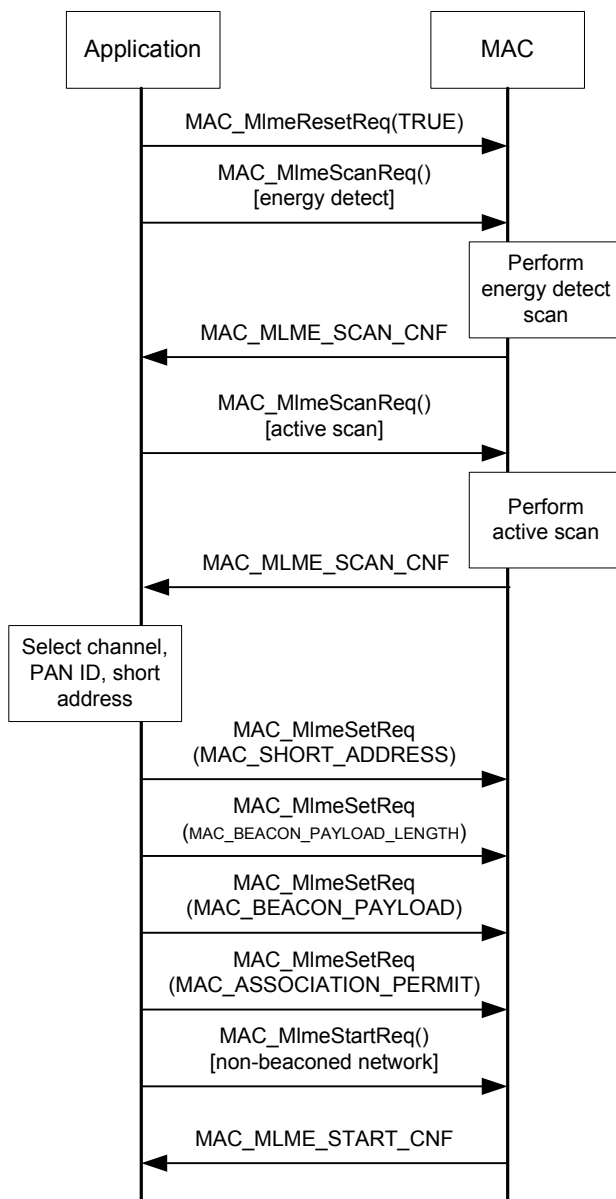 Application
MAC
MAC_MlmeResetReq(TRUE)
MAC_MlmeScanReq()
[energy detect]
Perform
energy detect
scan
MAC_MLME_SCAN_CNF
MAC_MlmeScanReq()
[active scan]
Perform
active scan
MAC_MLME_SCAN_CNF
Select channel,
PAN ID, short
address
MAC_MlmeSetReq
(MAC_SHORT_ADDRESS)
MAC_MlmeSetReq
(MAC_BEACON_PAYLOAD_LENGTH)
MAC_MlmeSetReq
(MAC_BEACON_PAYLOAD)
MAC_MlmeSetReq
(MAC_ASSOCIATION_PERMIT)
MAC_MlmeStartReq()
[non-beaconed network]
MAC_MLME_START_CNF